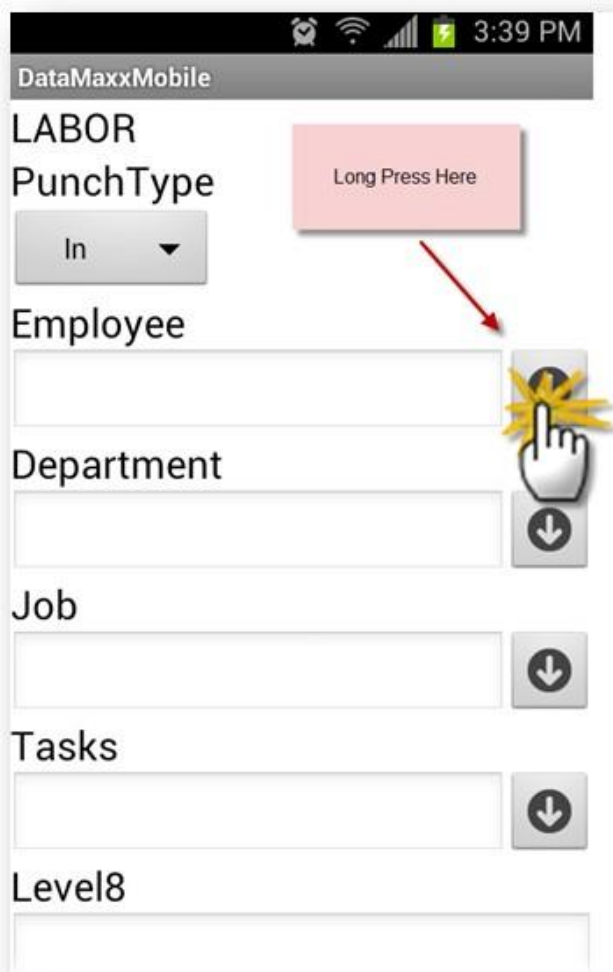 3:39 PM
DataMaxxMobile
LABOR
PunchType
Long Press Here
In
Employee
Department
Job
Tasks
Level8